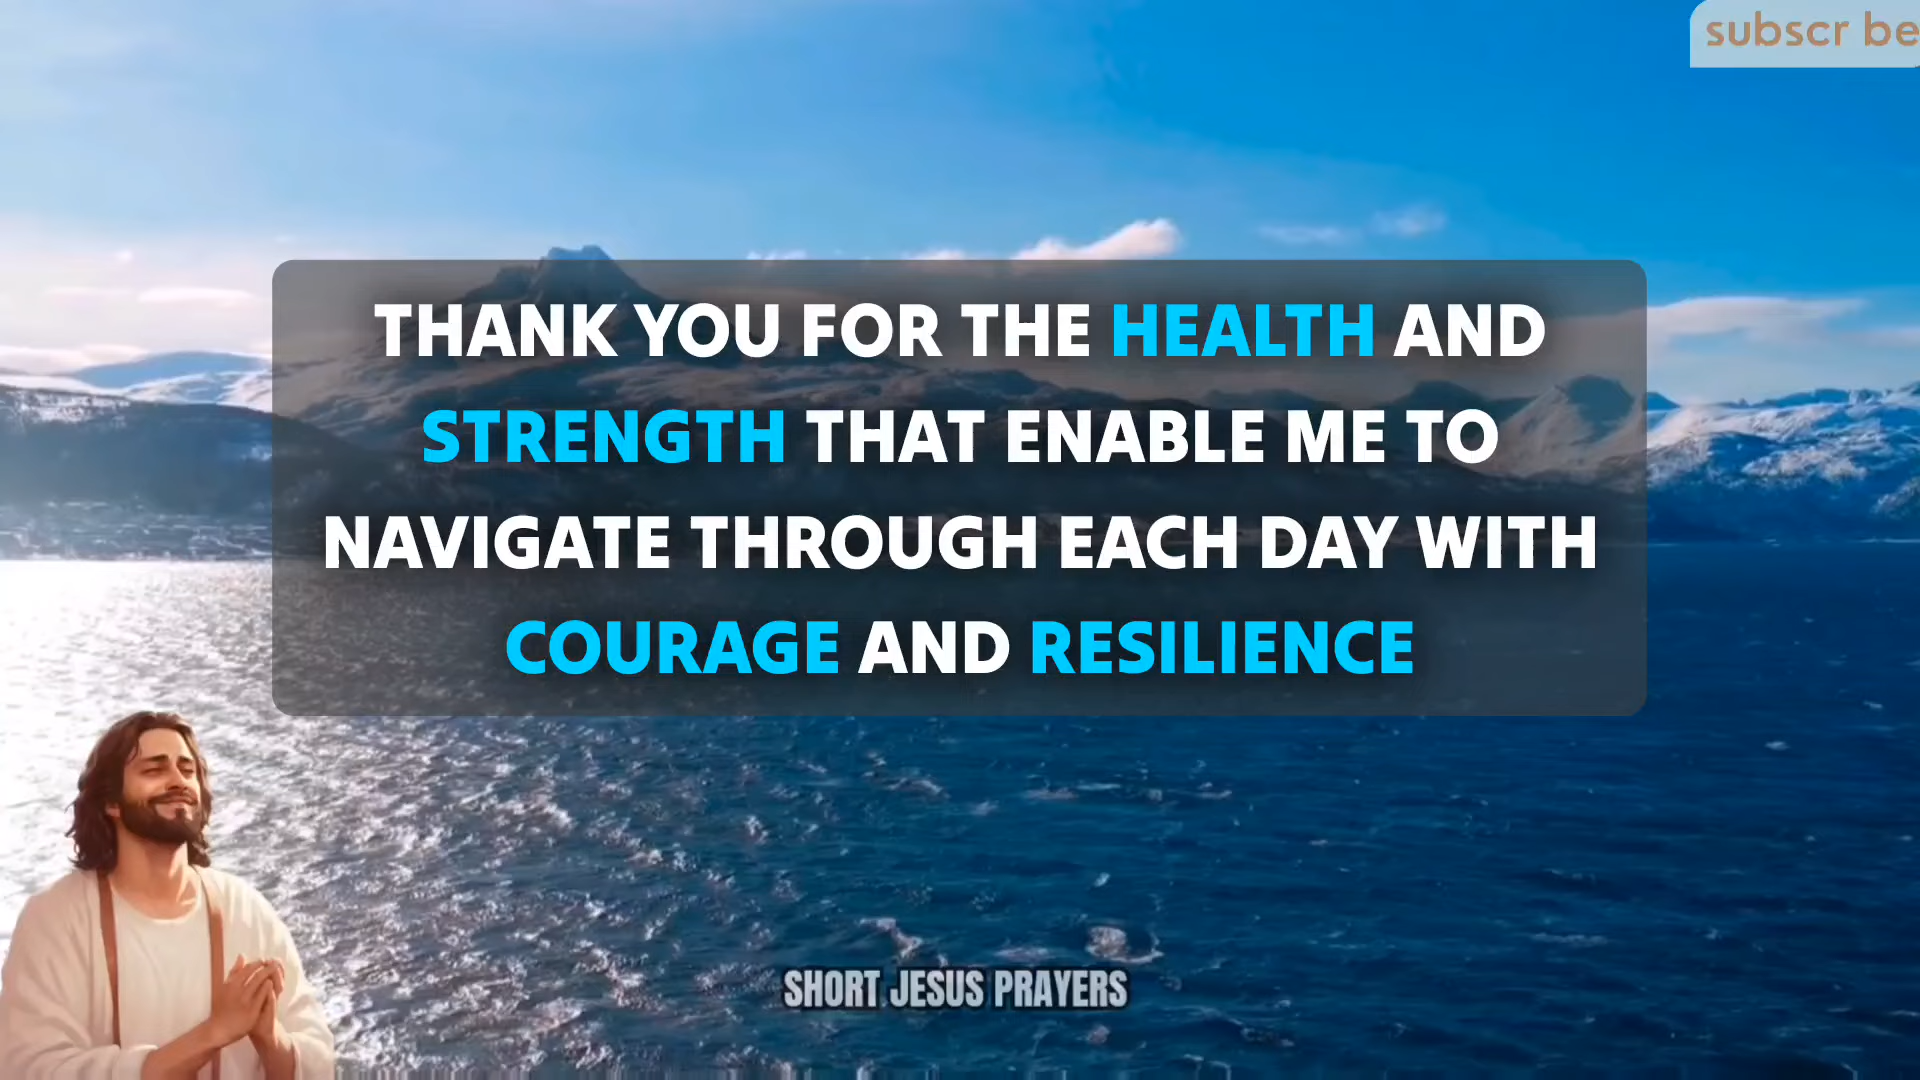 subscr be
THANK YOU FOR THE HEALTH AND
STRENGTH THAT ENABLE ME TO
NAVIGATE THROUGH EACH DAY WITH
COURAGE AND RESILIENCE
SHORT JESUS PRAYERS